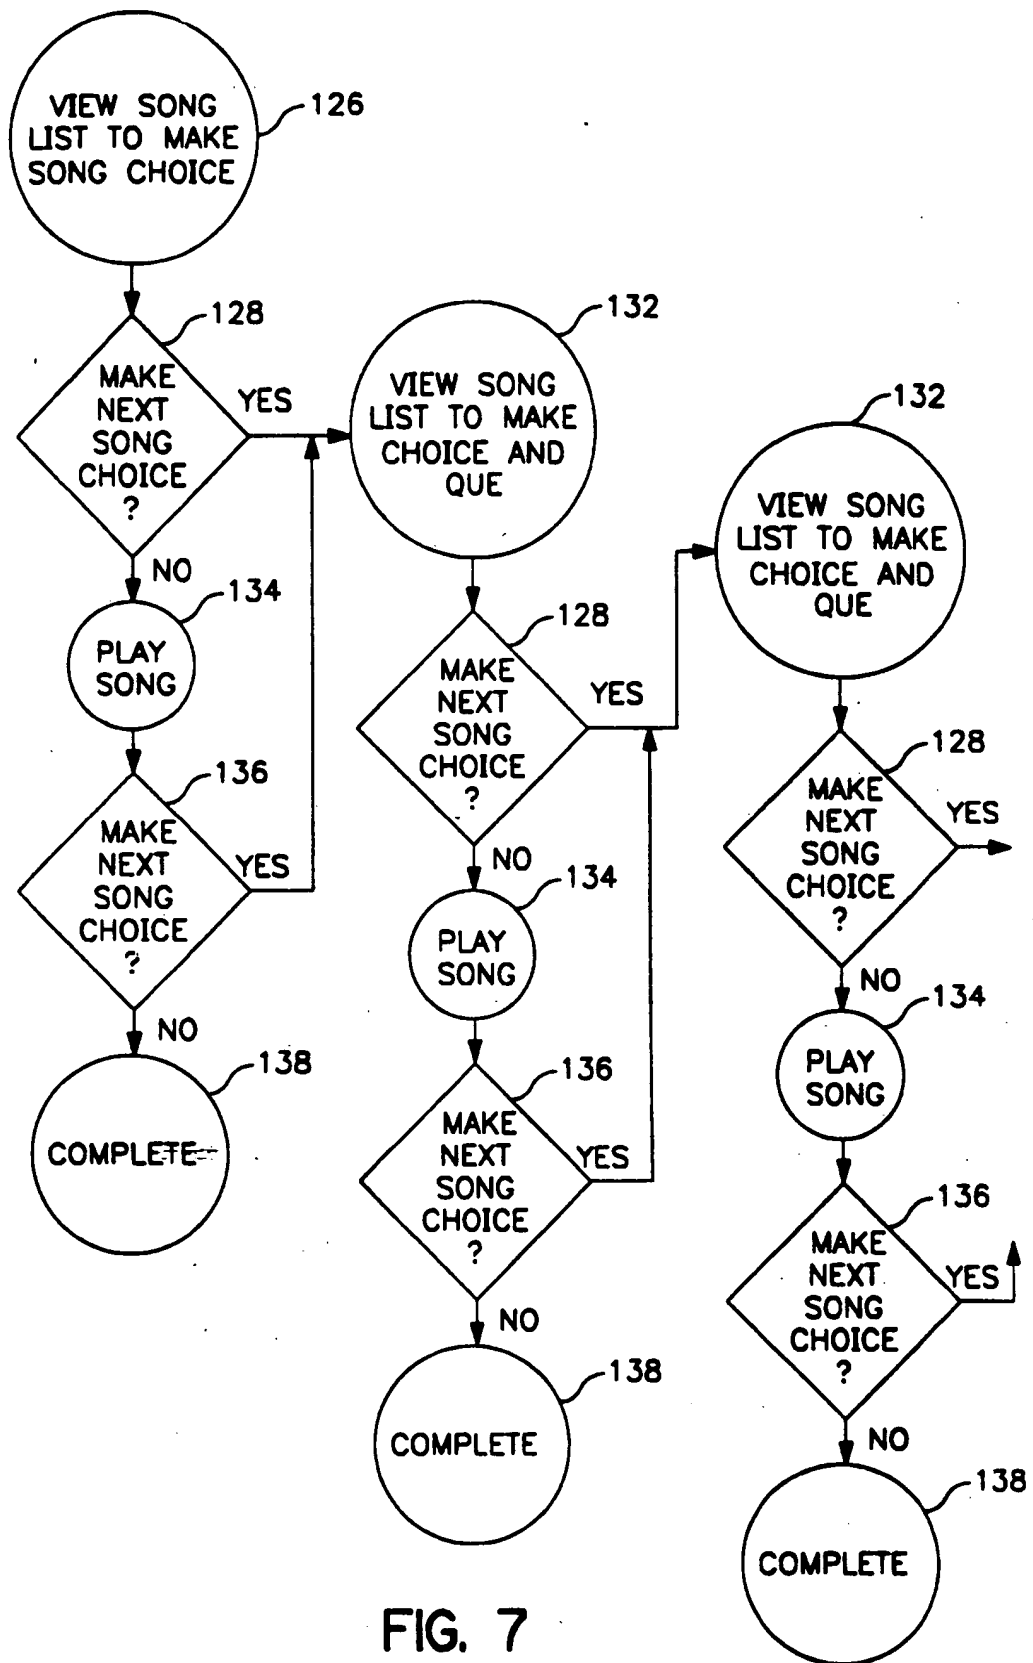 VIEW SONG
LIST TO MAKE
SONG CHOICE
126
128
MAKE
NEXT
SONG
CHOICE
?
YES
NO
134
PLAY
SONG
136
MAKE
NEXT
SONG
CHOICE
?
YES
NO
138
COMPLETE
132
VIEW SONG
LIST TO MAKE
CHOICE AND
QUE
128
MAKE
NEXT
SONG
CHOICE
?
YES
NO
134
PLAY
SONG
136
MAKE
NEXT
SONG
CHOICE
?
YES
NO
138
COMPLETE
132
VIEW SONG
LIST TO MAKE
CHOICE AND
QUE
128
MAKE
NEXT
SONG
CHOICE
?
YES
NO
134
PLAY
SONG
136
MAKE
NEXT
SONG
CHOICE
?
YES
NO
138
COMPLETE
FIG. 7